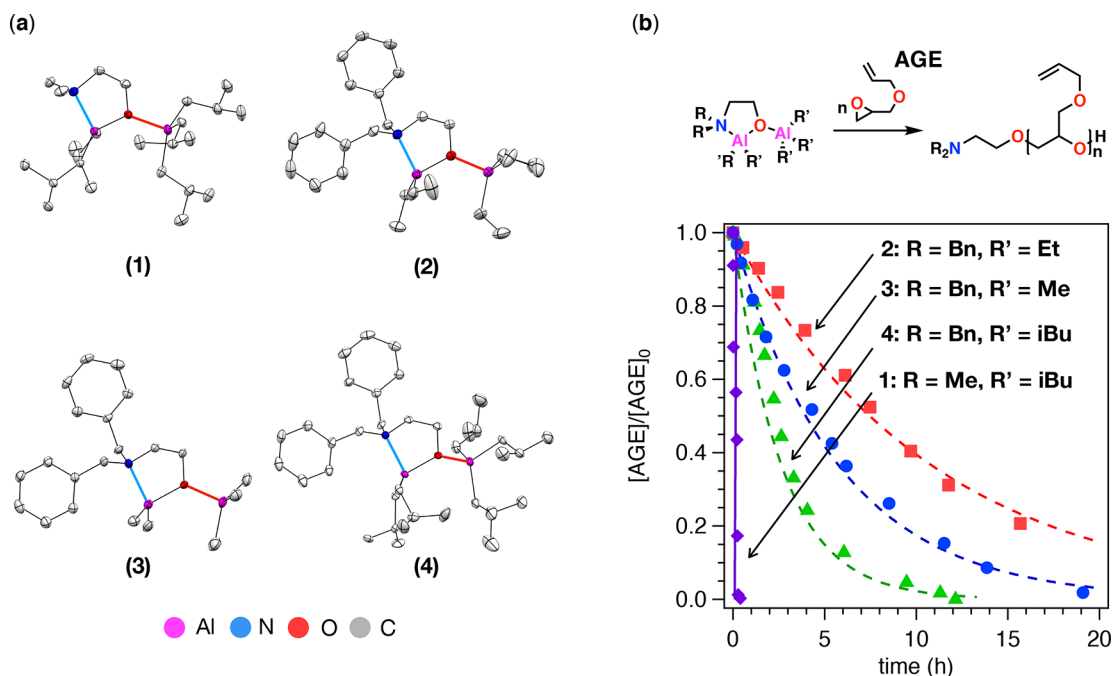 (a)
(1)
(2)
(3)
(4)
Al N O C
(b)
AGE
n O O
R R N O Al R' R' R' Al 'R R'
R₂N O ( O O )n H
[AGE]/[AGE]₀
1.0
0.8
0.6
0.4
0.2
0.0
2: R = Bn, R' = Et
3: R = Bn, R' = Me
4: R = Bn, R' = iBu
1: R = Me, R' = iBu
0 5 10 15 20
time (h)